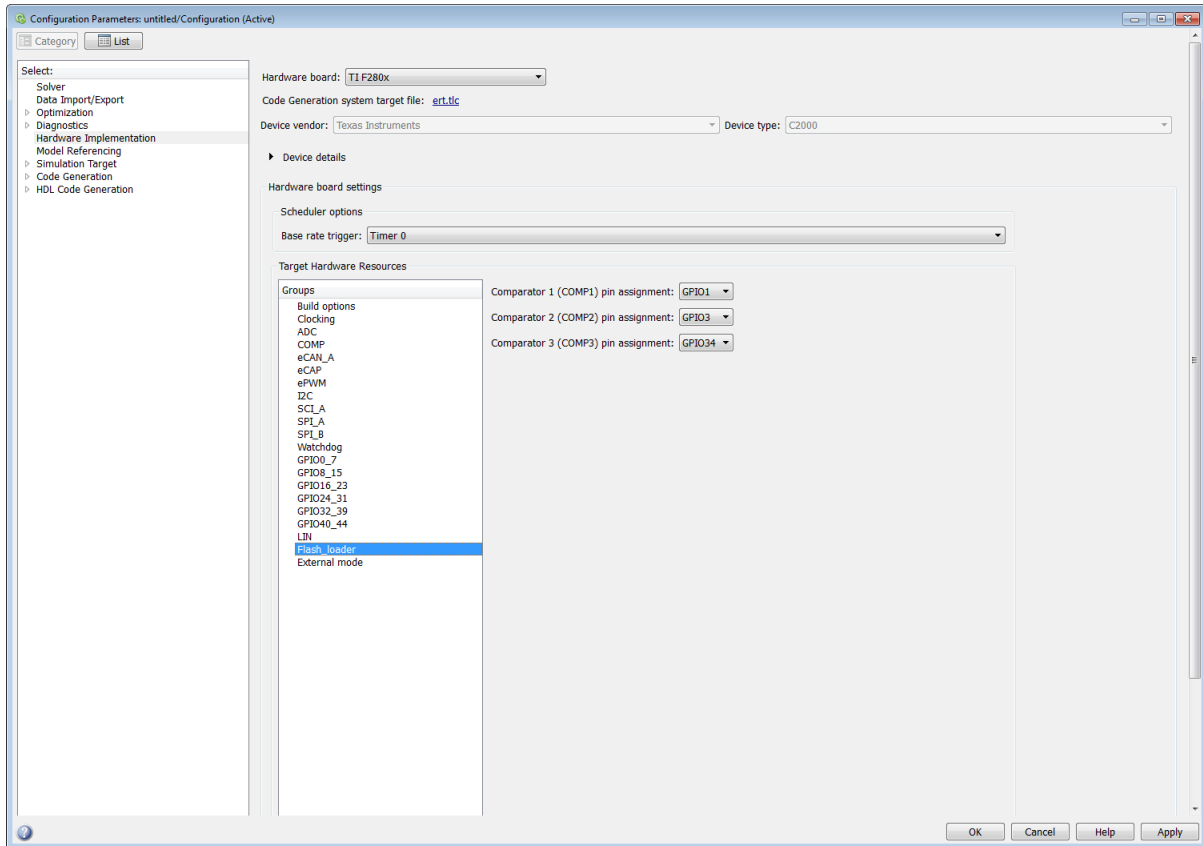 Configuration Parameters: untitled/Configuration (Active)
Category List
Select:
Solver
Data Import/Export
Optimization
Diagnostics
Hardware Implementation
Model Referencing
Simulation Target
Code Generation
HDL Code Generation
Hardware board: TI F280x
Code Generation system target file: ert.tlc
Device vendor: Texas Instruments Device type: C2000
Device details
Hardware board settings
Scheduler options
Base rate trigger: Timer 0
Target Hardware Resources
Groups
Build options
Clocking
ADC
COMP
eCAN_A
eCAP
ePWM
I2C
SCI_A
SPI_A
SPI_B
Watchdog
GPIO0_7
GPIO8_15
GPIO16_23
GPIO24_31
GPIO32_39
GPIO40_44
LIN
Flash_loader
External mode
Comparator 1 (COMP1) pin assignment: GPIO1
Comparator 2 (COMP2) pin assignment: GPIO3
Comparator 3 (COMP3) pin assignment: GPIO34
OK Cancel Help Apply